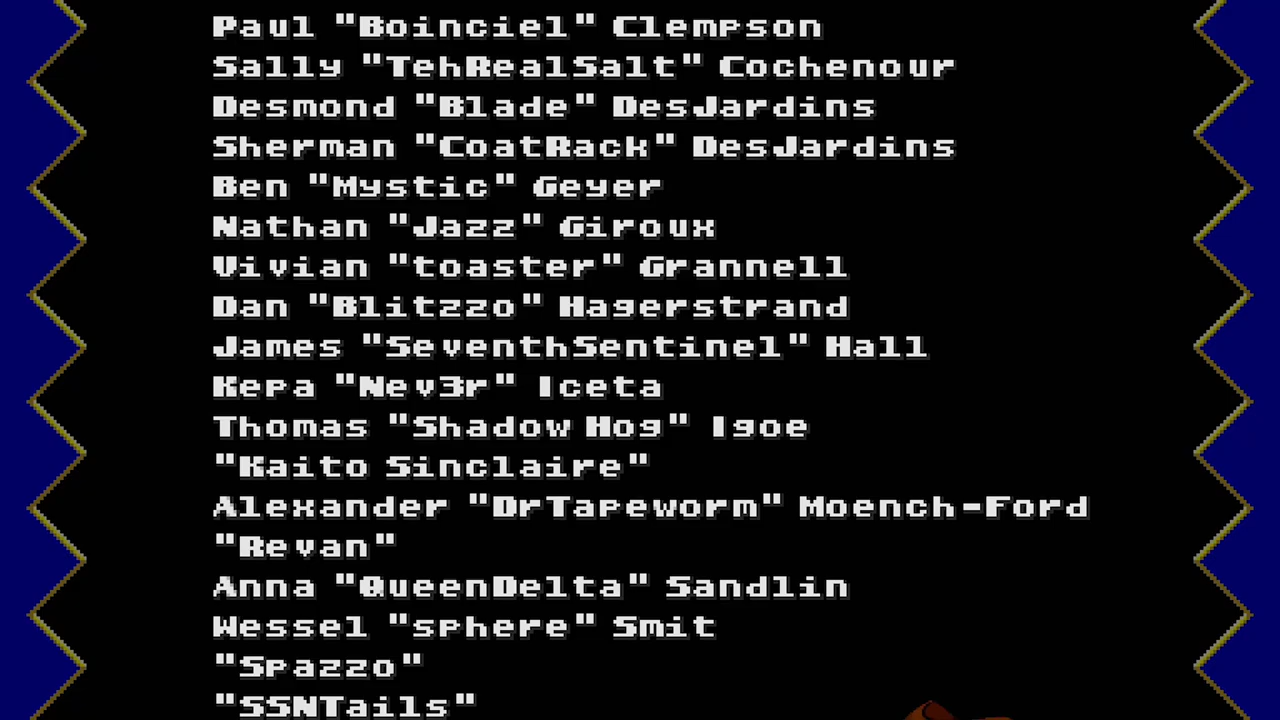 Paul "Boinciel" Clempson
Sally "TehRealSalt" Cochenour
Desmond "Blade" DesJardins
Sherman "CoatRack" DesJardins
Ben "Mystic" Geyer
Nathan "Jazz" Giroux
Vivian "toaster" Grannell
Dan "Blitzzo" Hagerstrand
James "SeventhSentinel" Hall
Kepa "Nev3r" Iceta
Thomas "Shadow Hog" Igoe
"Kaito Sinclaire"
Alexander "DrTapeworm" Moench-Ford
"Revan"
Anna "QueenDelta" Sandlin
Wessel "sphere" Smit
"Spazzo"
"SSNTails"